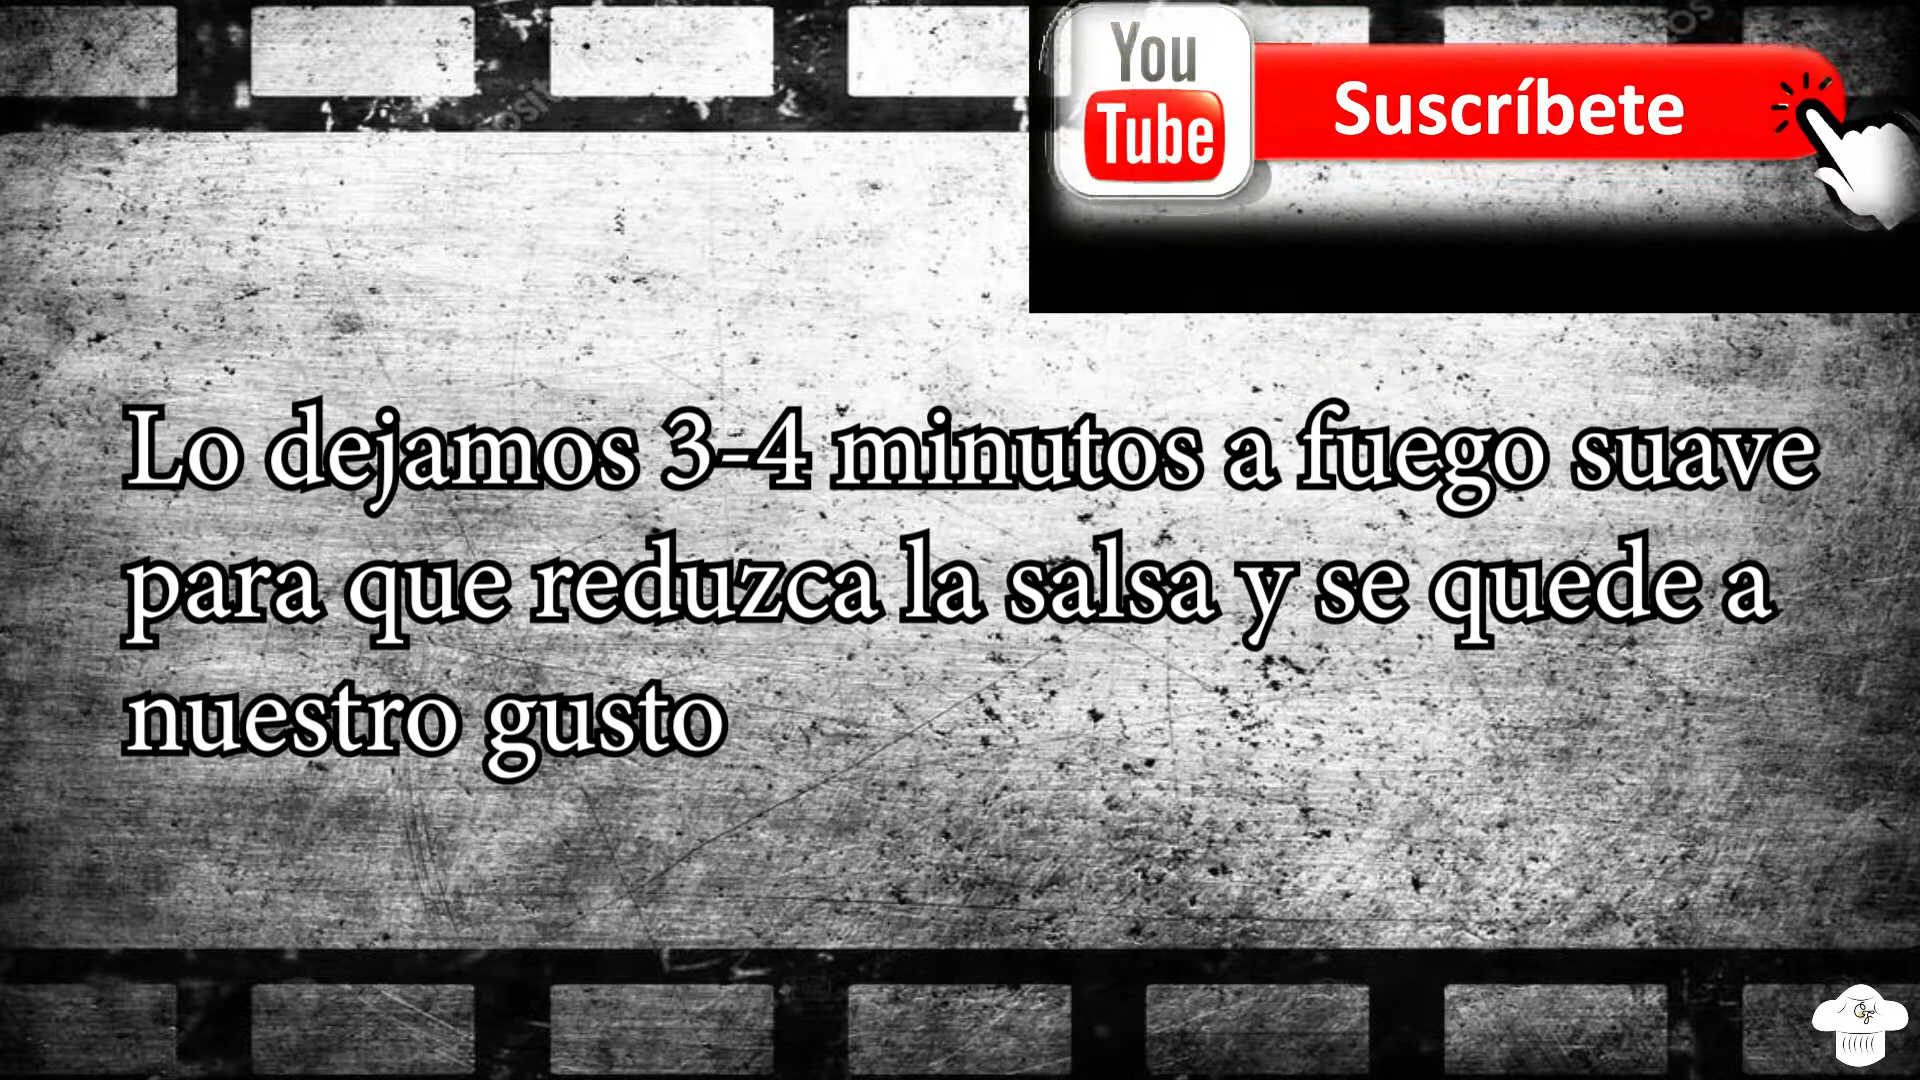 You
Tube
Suscríbete
Lo dejamos 3-4 minutos a fuego suave
para que reduzca la salsa y se quede a
nuestro gusto